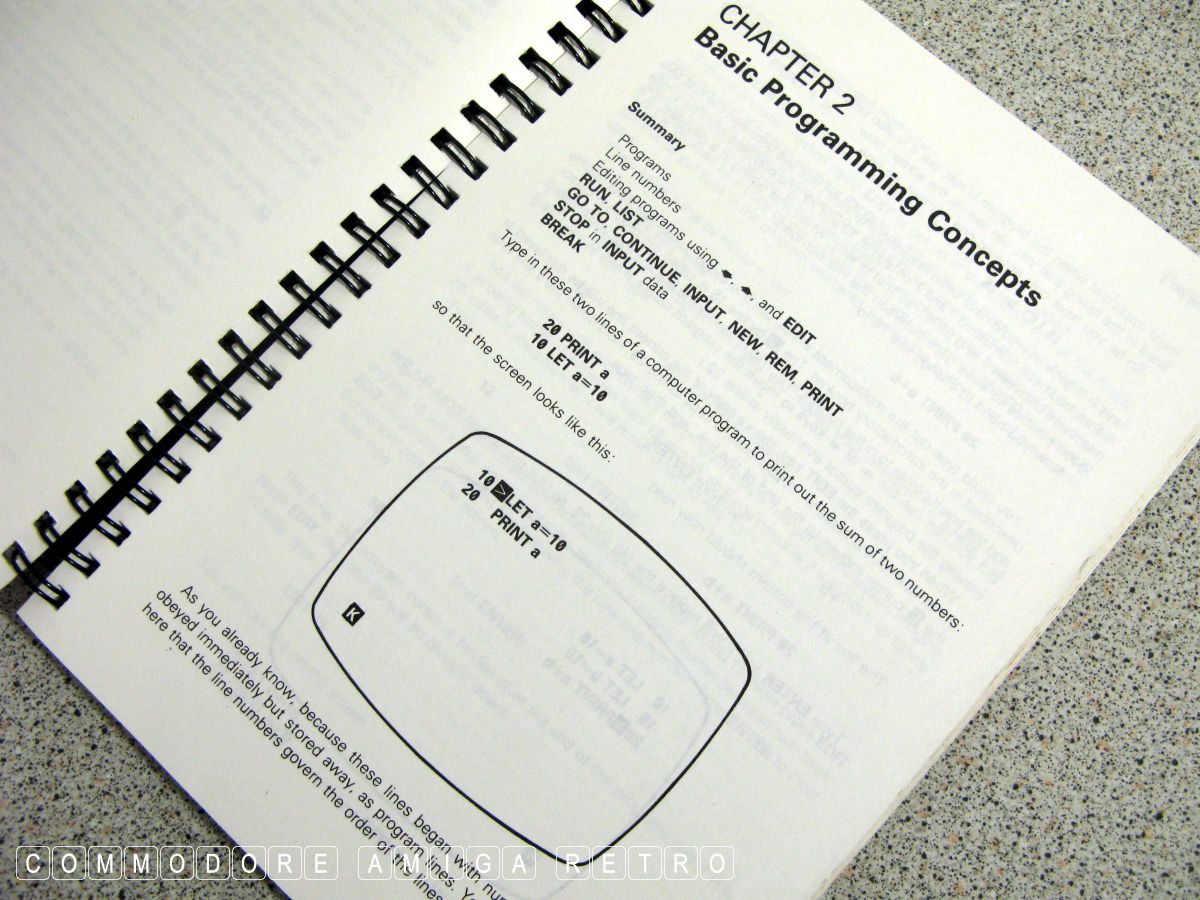 CHAPTER 2
Basic Programming Concepts
Summary
Programs
Line numbers
Editing programs using ⬥, ⬥, and EDIT
RUN, LIST
GO TO, CONTINUE, INPUT, NEW, REM, PRINT
STOP in INPUT data
BREAK
Type in these two lines of a computer program to print out the sum of two numbers:
20 PRINT a
10 LET a=10
so that the screen looks like this:
10 >LET a=10
20 PRINT a
K
As you already know, because these lines began with
obeyed immediately but stored away, as program lines.
here that the line numbers govern the order of the lines
COMMODORE AMIGA RETRO